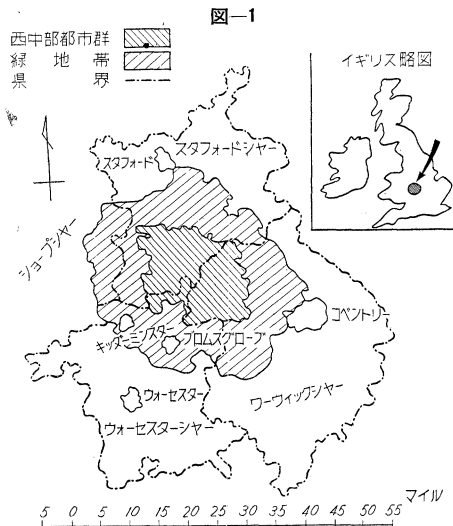 図—1
西中部都市群
緑地帯
県界
イギリス略図
スタフォード
スタフォードシャー
ショープシャー
コベントリー
キッダーミンスター
ブロムスグローブ
ウォーセスター
ワーウィックシャー
ウォーセスターシャー
マイル
5 0 5 10 15 20 25 30 35 40 45 50 55